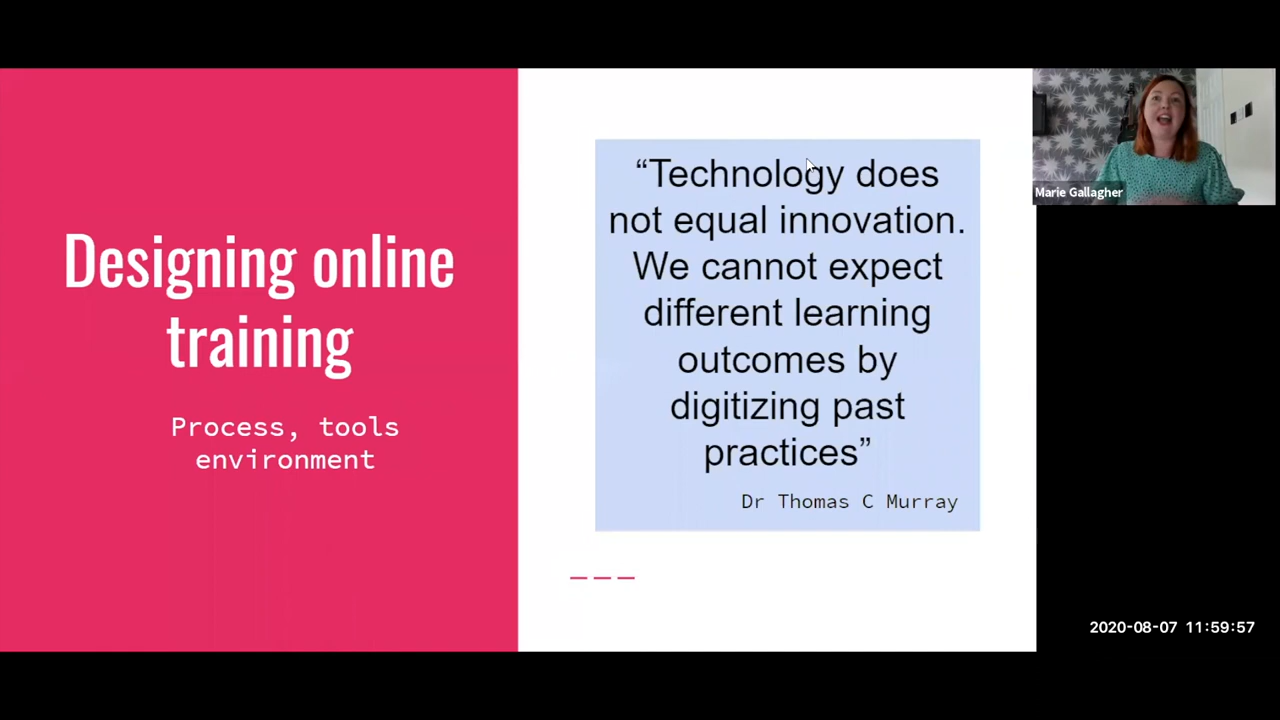 Designing online
training
Process, tools
environment
“Technology does
not equal innovation.
We cannot expect
different learning
outcomes by
digitizing past
practices”
Dr Thomas C Murray
Marie Gallagher
2020-08-07 11:59:57